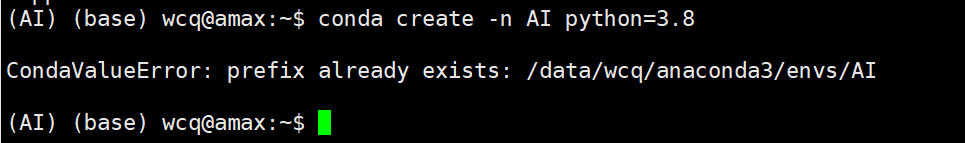 (AI) (base) wcq@amax:~$ conda create -n AI python=3.8
CondaValueError: prefix already exists: /data/wcq/anaconda3/envs/AI
(AI) (base) wcq@amax:~$